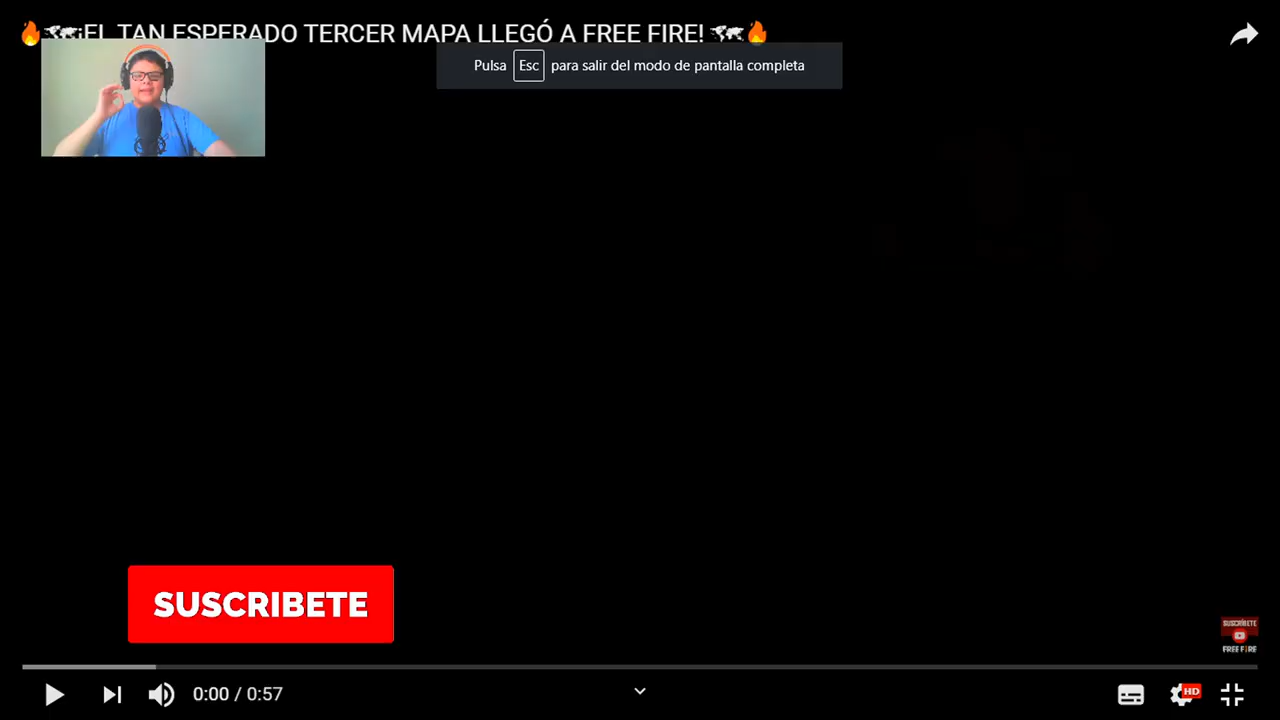 🔥🗺¡EL TAN ESPERADO TERCER MAPA LLEGÓ A FREE FIRE! 🗺🔥
Pulsa Esc para salir del modo de pantalla completa
SUSCRIBETE
SUSCRÍBETE
FREE FIRE
0:00 / 0:57
HD